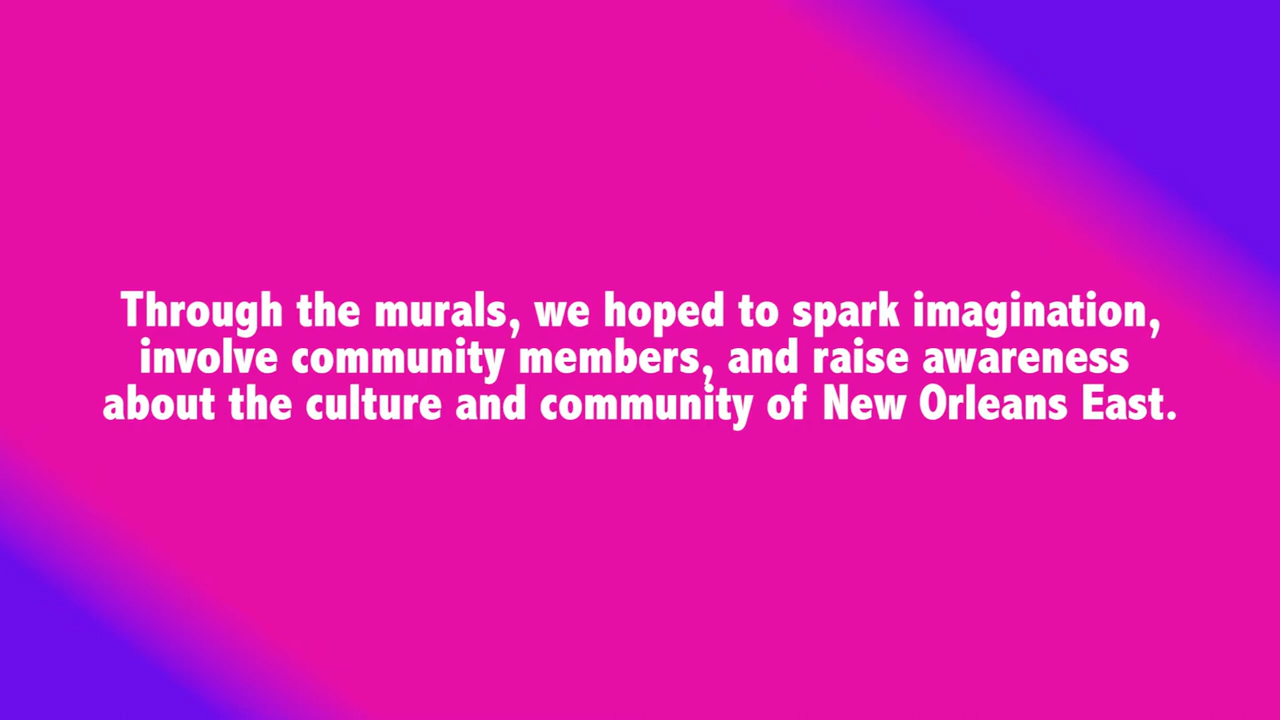 Through the murals, we hoped to spark imagination,
involve community members, and raise awareness
about the culture and community of New Orleans East.